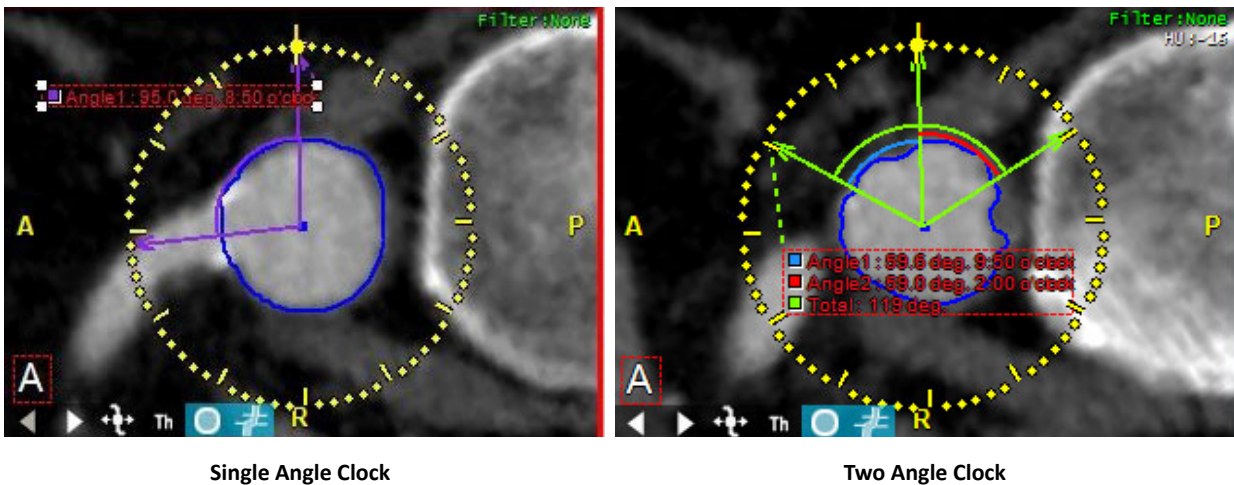 Filter:None
Angle1: 95.0 deg. 8:50 o'clock
A
P
A
Th
R
Filter:None
HU:-15
A
P
Angle1: 59.6 deg. 9:50 o'clock
Angle2: 59.0 deg. 2:00 o'clock
Total: 119 deg.
A
Th
R
Single Angle Clock
Two Angle Clock